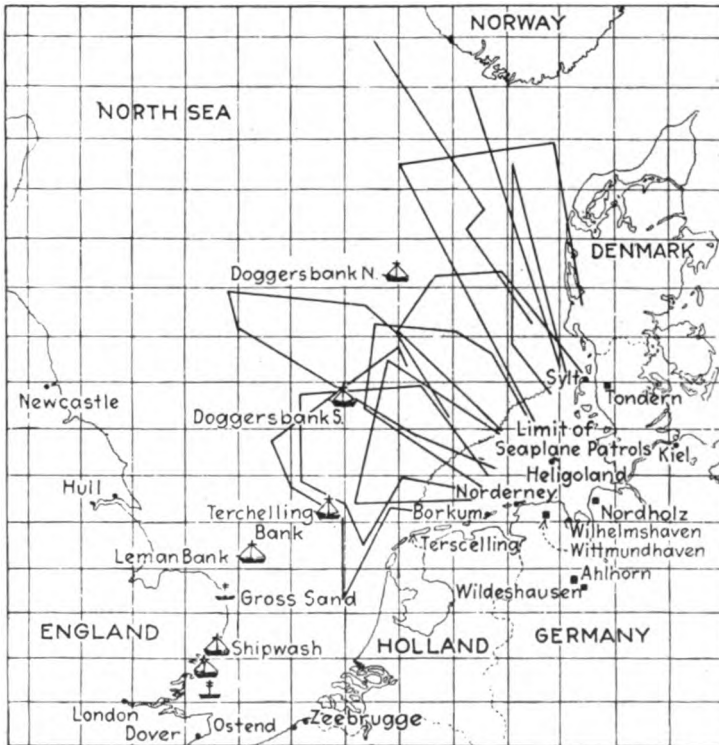 NORWAY
NORTH SEA
DENMARK
Doggersbank N.
Sylt
Tondern
Newcastle
Doggersbank S.
Limit of
Seaplane Patrols
Kiel
Heligoland
Hull
Norderney
Terchelling
Bank
Borkum
Nordholz
Wilhelmshaven
Terscelling
Wittmundhaven
Leman Bank
Ahlhorn
Gross Sand
Wildeshausen
ENGLAND
Shipwash
HOLLAND
GERMANY
London
Dover
Ostend
Zeebrugge